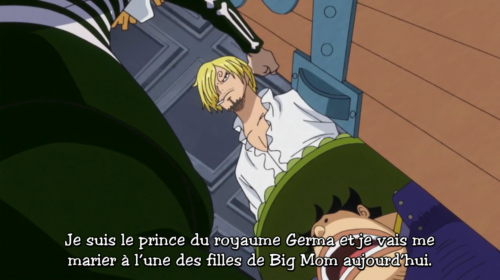 Je suis le prince du royaume Germa et je vais me
marier à l'une des filles de Big Mom aujourd'hui.